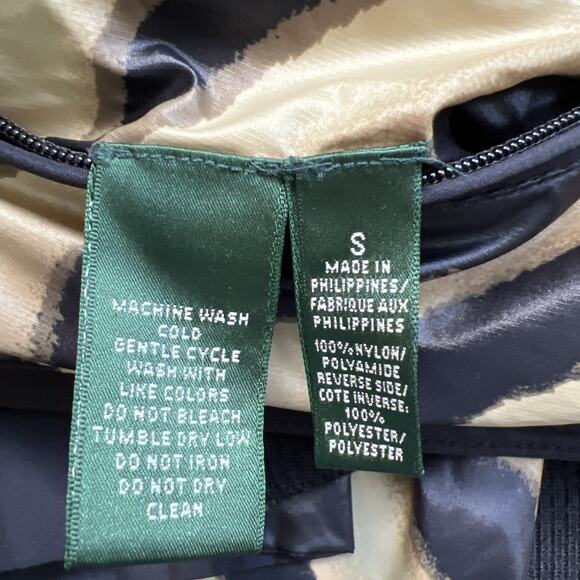 MACHINE WASH
COLD
GENTLE CYCLE
WASH WITH
LIKE COLORS
DO NOT BLEACH
TUMBLE DRY LOW
DO NOT IRON
DO NOT DRY
CLEAN
S
MADE IN
PHILIPPINES/
FABRIQUE AUX
PHILIPPINES
100% NYLON/
POLYAMIDE
REVERSE SIDE/
COTE INVERSE:
100%
POLYESTER/
POLYESTER